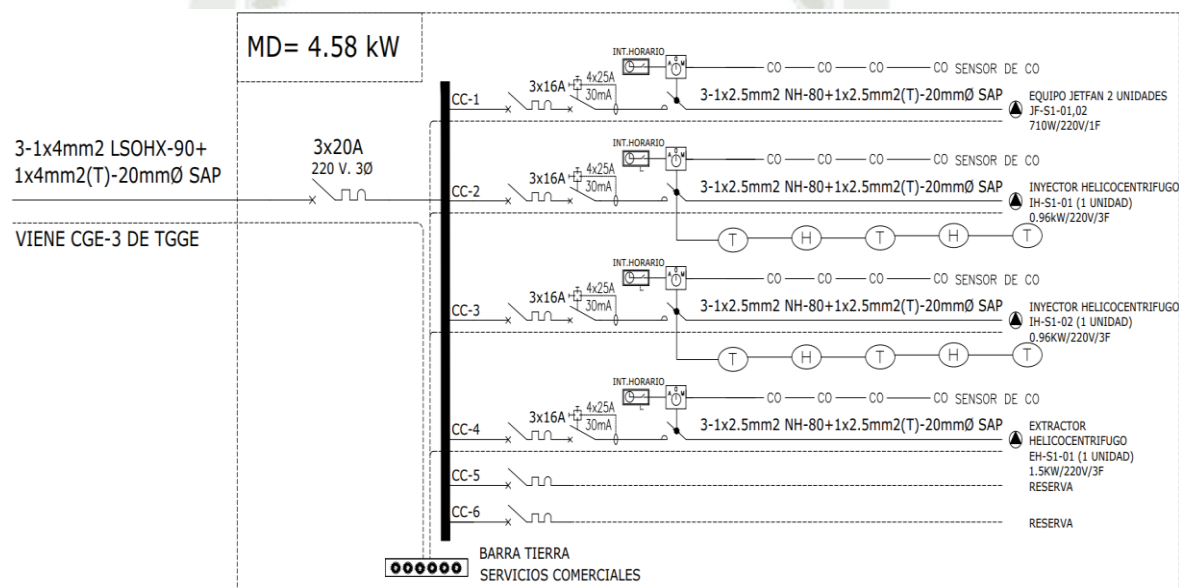 MD= 4.58 kW
3-1x4mm2 LSOHX-90+
1x4mm2(T)-20mmØ SAP
3x20A
220 V. 3Ø
VIENE CGE-3 DE TGGE
CC-1
3x16A
4x25A
30mA
INT.HORARIO
A O M
CO CO CO CO SENSOR DE CO
3-1x2.5mm2 NH-80+1x2.5mm2(T)-20mmØ SAP
EQUIPO JETFAN 2 UNIDADES
JF-S1-01,02
710W/220V/1F
CC-2
3x16A
4x25A
30mA
INT.HORARIO
A O M
CO CO CO CO SENSOR DE CO
3-1x2.5mm2 NH-80+1x2.5mm2(T)-20mmØ SAP
INYECTOR HELICOCENTRIFUGO
IH-S1-01 (1 UNIDAD)
0.96kW/220V/3F
T H T H T
CC-3
3x16A
4x25A
30mA
INT.HORARIO
A O M
CO CO CO CO SENSOR DE CO
3-1x2.5mm2 NH-80+1x2.5mm2(T)-20mmØ SAP
INYECTOR HELICOCENTRIFUGO
IH-S1-02 (1 UNIDAD)
0.96KW/220V/3F
T H T H T
CC-4
3x16A
4x25A
30mA
INT.HORARIO
A O M
CO CO CO CO SENSOR DE CO
3-1x2.5mm2 NH-80+1x2.5mm2(T)-20mmØ SAP
EXTRACTOR
HELICOCENTRIFUGO
EH-S1-01 (1 UNIDAD)
1.5KW/220V/3F
CC-5
RESERVA
CC-6
RESERVA
BARRA TIERRA
SERVICIOS COMERCIALES